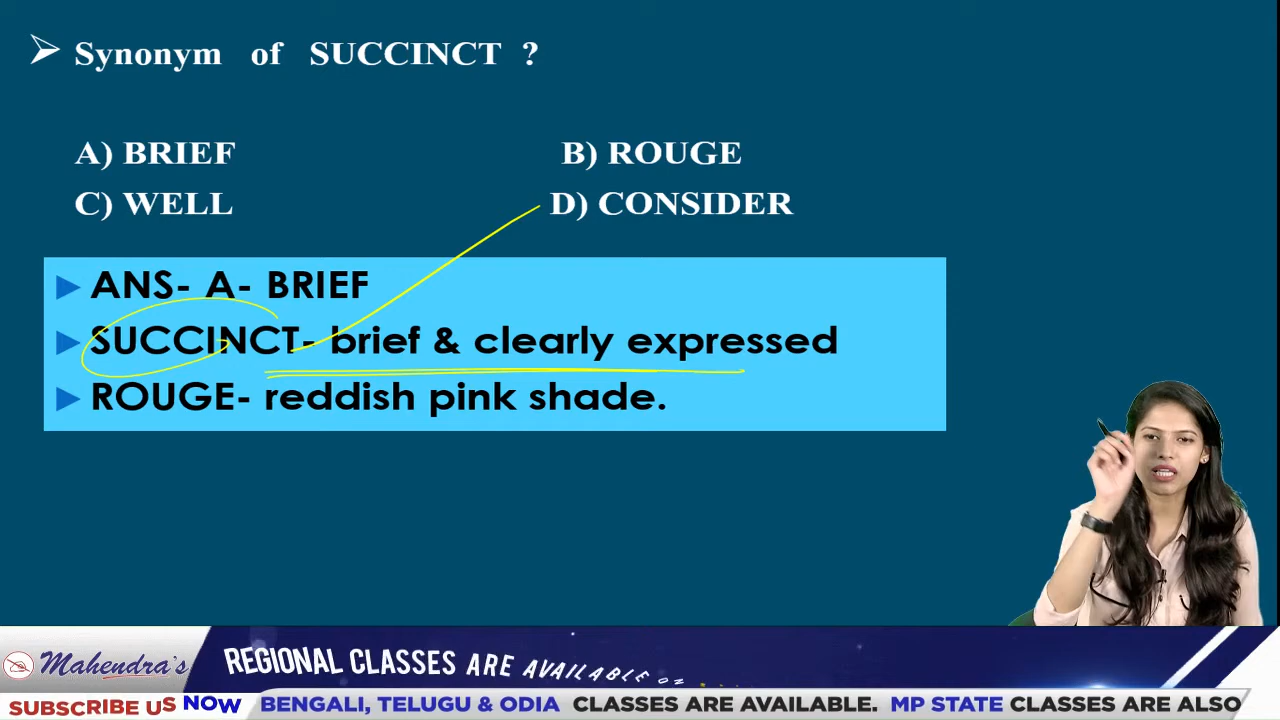 Synonym of SUCCINCT ?
A) BRIEF B) ROUGE
C) WELL D) CONSIDER
ANS- A- BRIEF
SUCCINCT- brief & clearly expressed
ROUGE- reddish pink shade.
Mahendra's REGIONAL CLASSES ARE AVAILABLE ON
SUBSCRIBE US NOW BENGALI, TELUGU & ODIA CLASSES ARE AVAILABLE. MP STATE CLASSES ARE ALSO